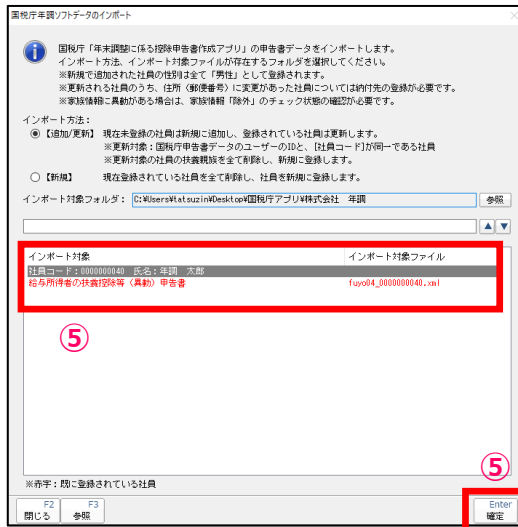 国税庁年調ソフトデータのインポート
国税庁「年末調整に係る控除申告書作成アプリ」の申告書データをインポートします。
インポート方法、インポート対象ファイルが存在するフォルダを選択してください。
※新規で追加された社員の性別は全て「男性」として登録されます。
※更新される社員のうち、住所（郵便番号）に変更があった社員については納付先の登録が必要です。
※家族情報に異動がある場合は、家族情報「除外」のチェック状態の確認が必要です。
インポート方法：
【追加/更新】 現在未登録の社員は新規に追加し、登録されている社員は更新します。
※更新対象：国税庁申告書データのユーザーのIDと、[社員コード]が同一である社員
※更新対象の社員の扶養親族を全て削除し、新規に登録します。
【新規】 現在登録されている社員を全て削除し、社員を新規に登録します。
インポート対象フォルダ： C:¥Users¥tatsuzin¥Desktop¥国税庁アプリ¥株式会社 年調 参照
▲ ▼
インポート対象 インポート対象ファイル
社員コード：0000000040 氏名：年調 太郎
給与所得者の扶養控除等（異動）申告書 fuyo04_0000000040.xml
⑤
⑤
※赤字：既に登録されている社員
F2 F3 Enter
閉じる 参照 確定